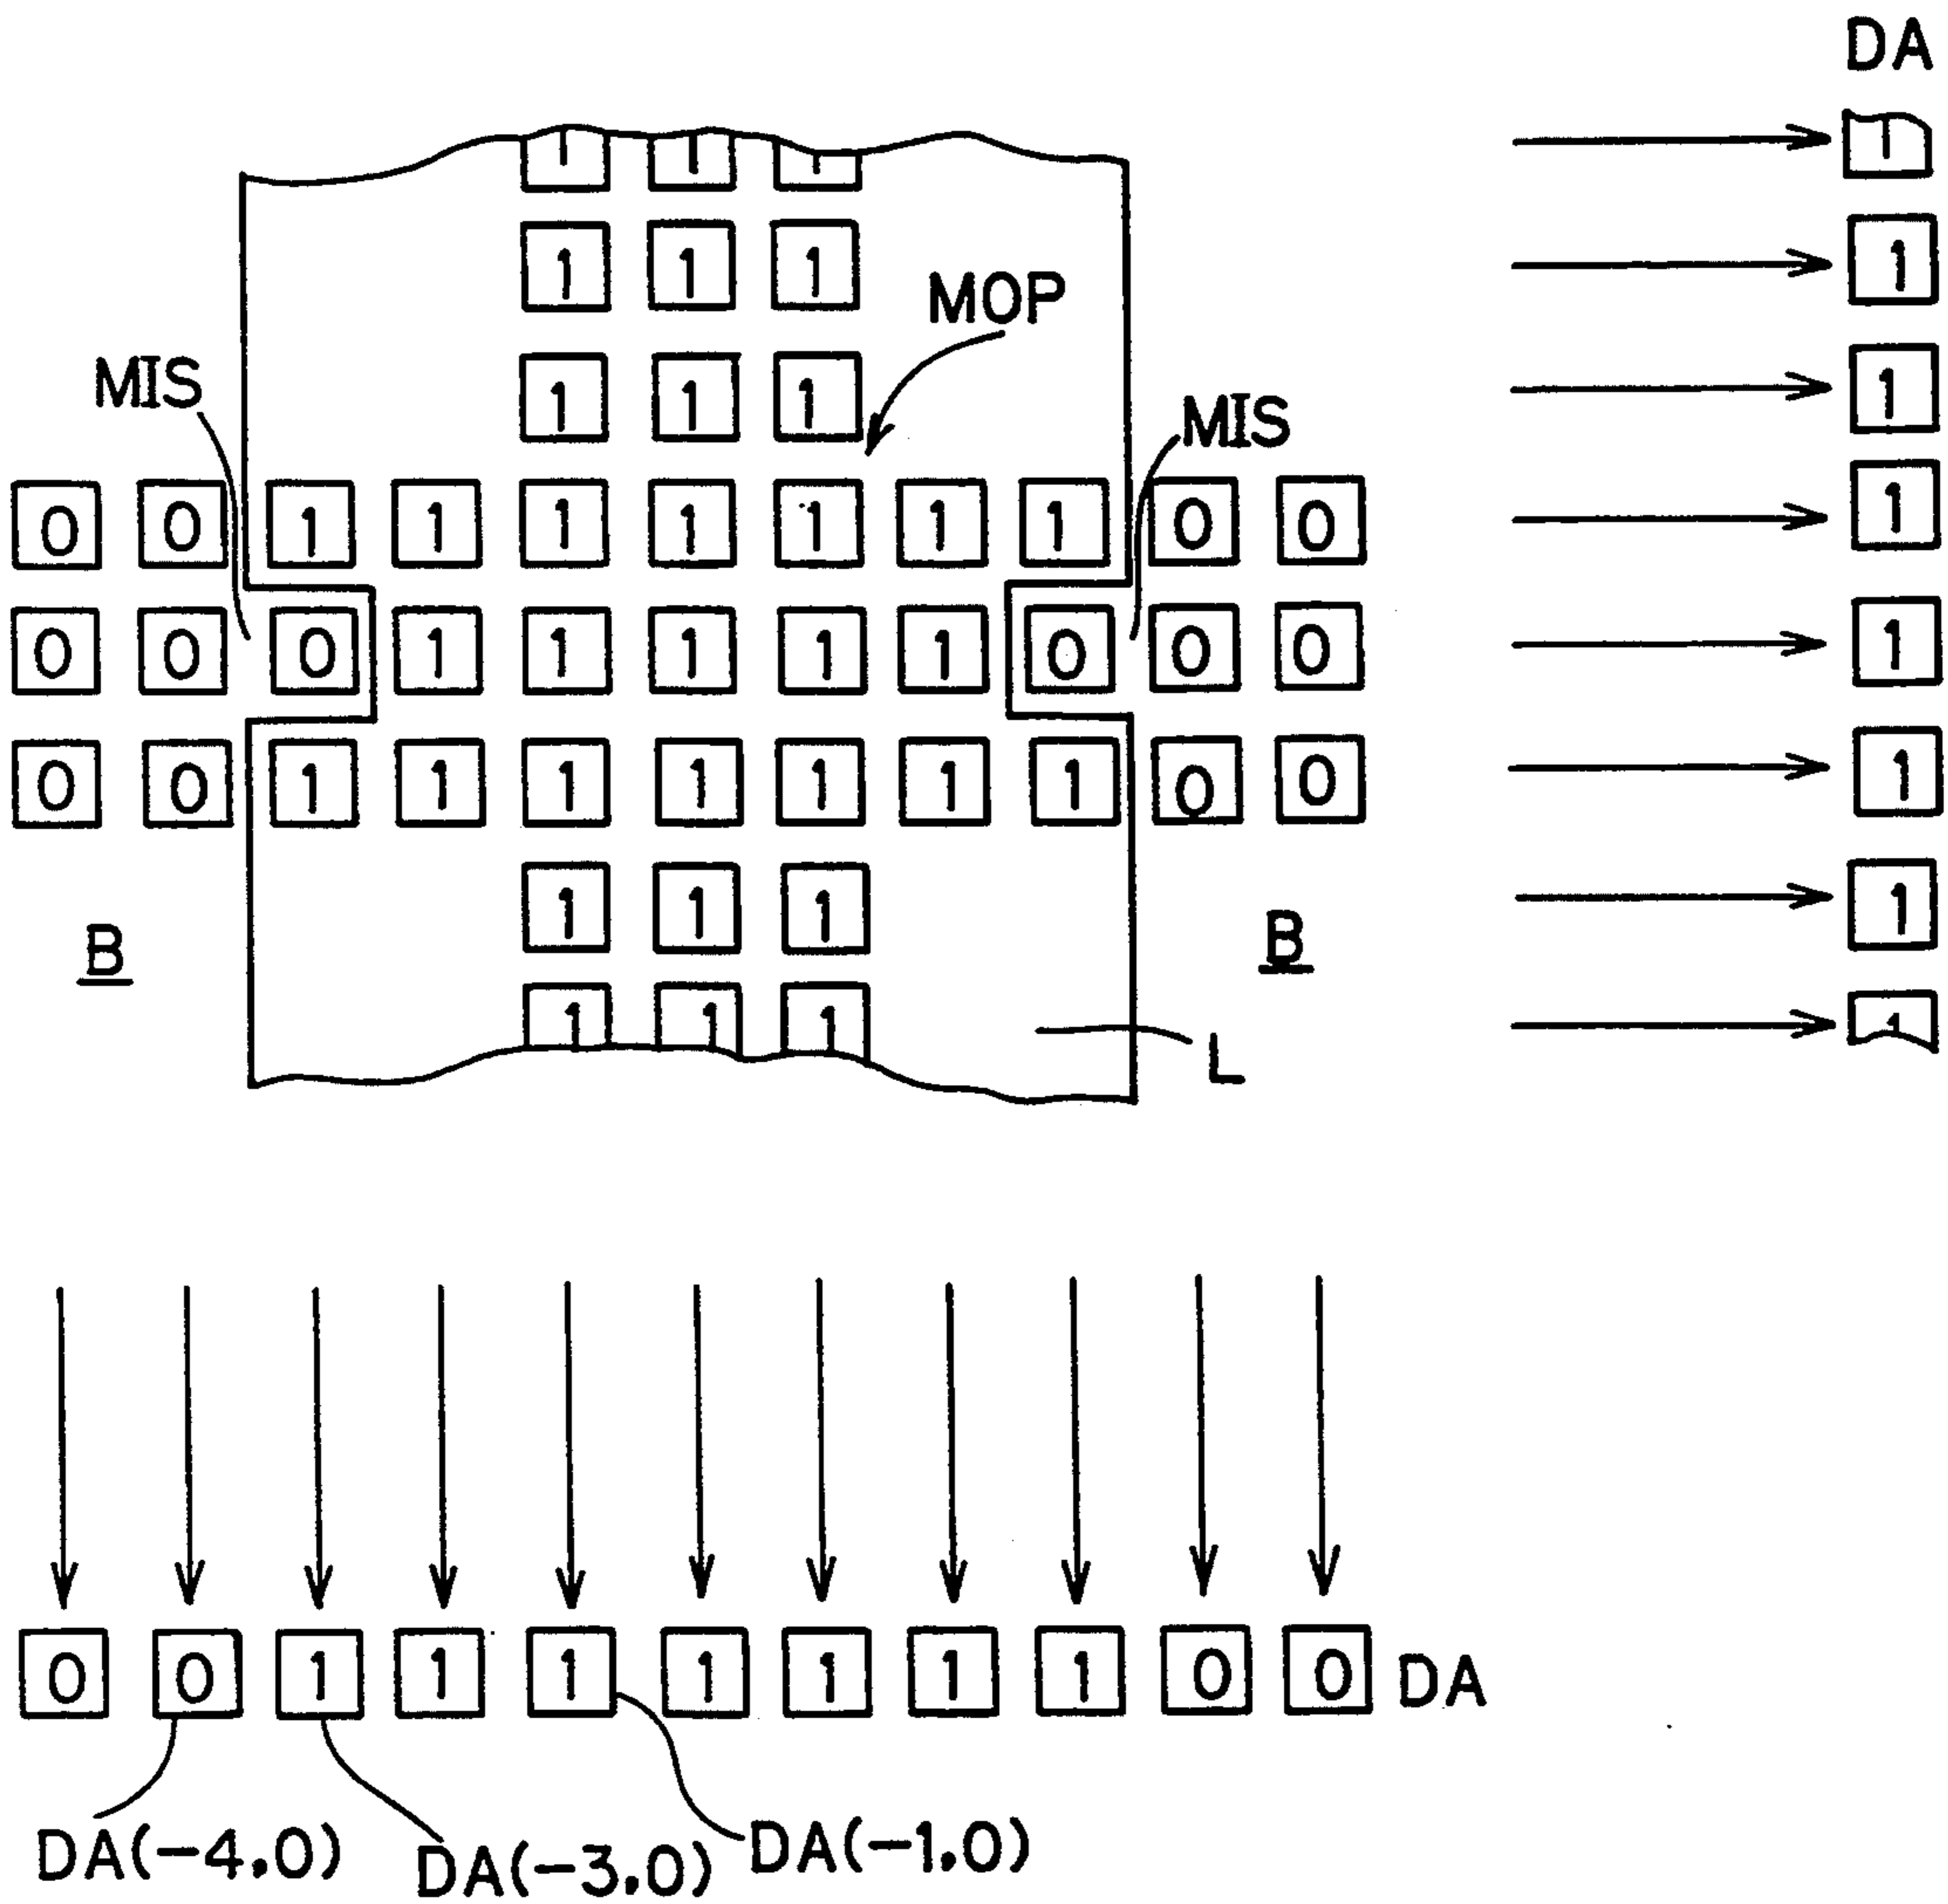 DA
1 1 1 1
1 1 1 1
MOP
MIS
1 1 1 1
MIS
0 0 1 1 1 1 1 1 1 0 0 1
0 0 0 1 1 1 1 1 0 0 0 1
0 0 1 1 1 1 1 1 1 0 0 1
1 1 1 1
B B
1 1 1 1
L
0 0 1 1 1 1 1 1 1 0 0 DA
DA(-4,0) DA(-3,0) DA(-1,0)